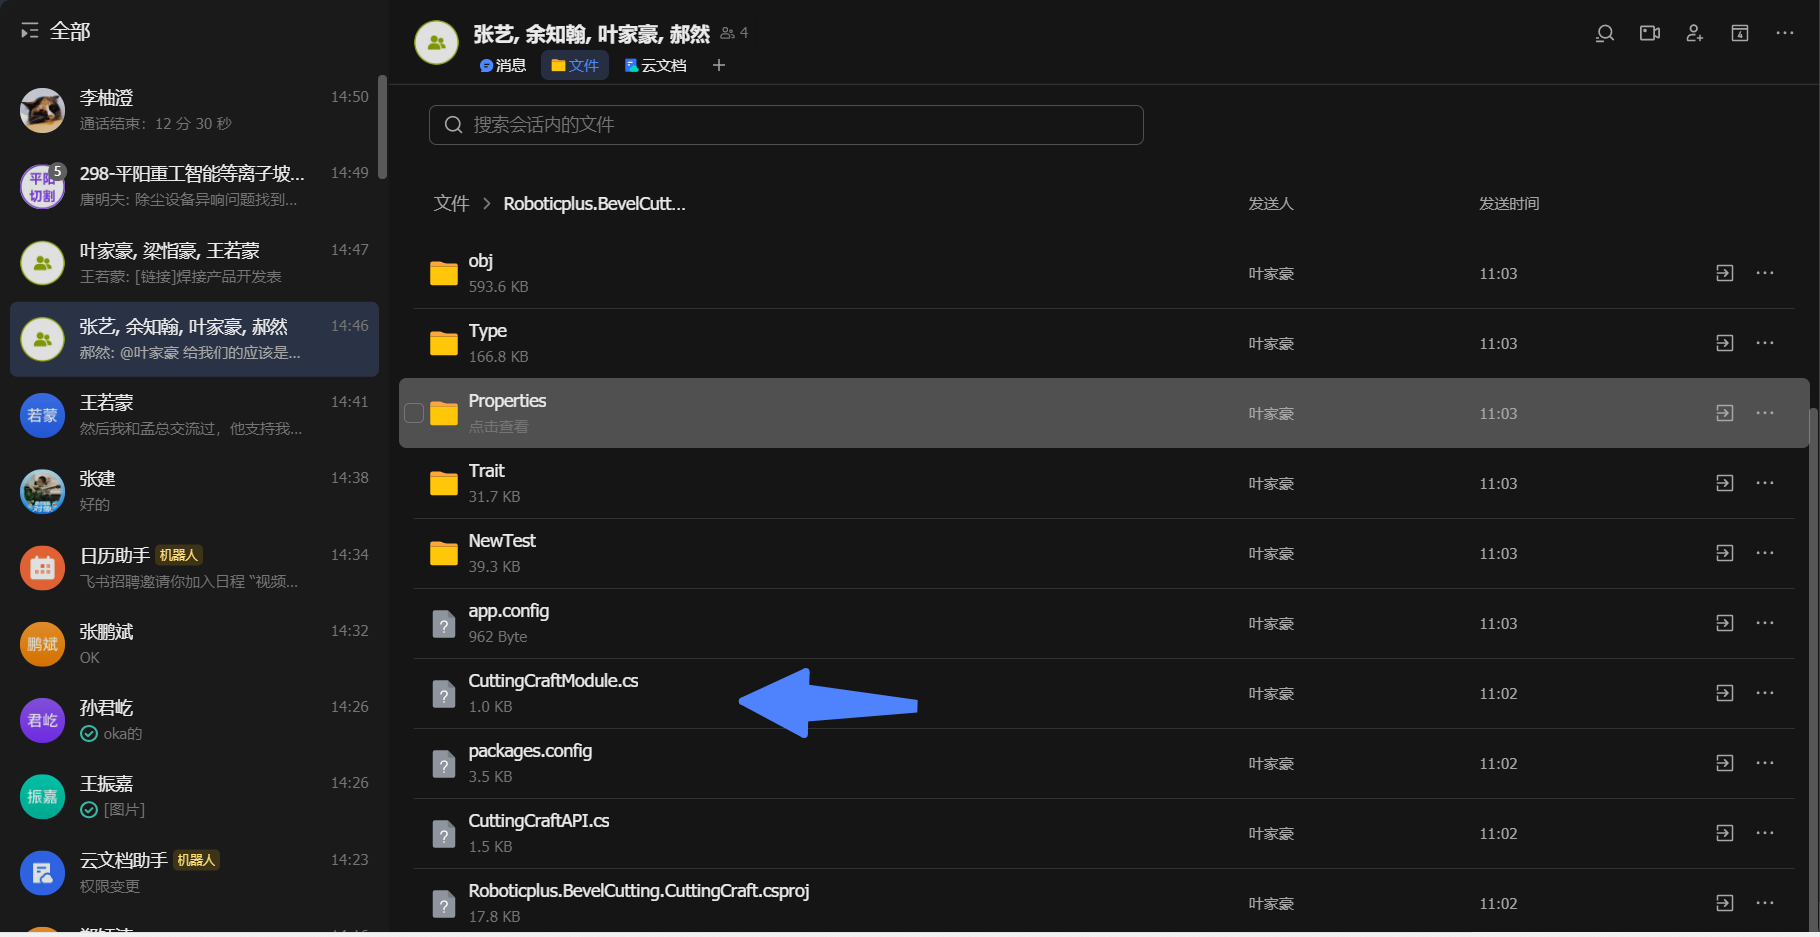 全部
李柚澄 14:50
通话结束：12 分 30 秒
5
平阳
切割
298-平阳重工智能等离子坡... 14:49
唐明夫: 除尘设备异响问题找到...
叶家豪, 梁恉豪, 王若蒙 14:47
王若蒙: [链接]焊接产品开发表
张艺, 余知翰, 叶家豪, 郝然 14:46
郝然: @叶家豪 给我们的应该是...
若蒙
王若蒙 14:41
然后我和孟总交流过，他支持我...
张建 14:38
好的
日历助手 机器人 14:34
飞书招聘邀请你加入日程 “视频...
鹏斌
张鹏斌 14:32
OK
君屹
孙君屹 14:26
oka的
振嘉
王振嘉 14:26
[图片]
云文档助手 机器人 14:23
权限变更
张艺, 余知翰, 叶家豪, 郝然 4
消息 文件 云文档
4
搜索会话内的文件
文件 > Roboticplus.BevelCutt... 发送人 发送时间
obj
593.6 KB 叶家豪 11:03
Type
166.8 KB 叶家豪 11:03
Properties
点击查看 叶家豪 11:03
Trait
31.7 KB 叶家豪 11:03
NewTest
39.3 KB 叶家豪 11:03
app.config
962 Byte 叶家豪 11:03
CuttingCraftModule.cs
1.0 KB 叶家豪 11:02
packages.config
3.5 KB 叶家豪 11:02
CuttingCraftAPI.cs
1.5 KB 叶家豪 11:02
Roboticplus.BevelCutting.CuttingCraft.csproj
17.8 KB 叶家豪 11:02